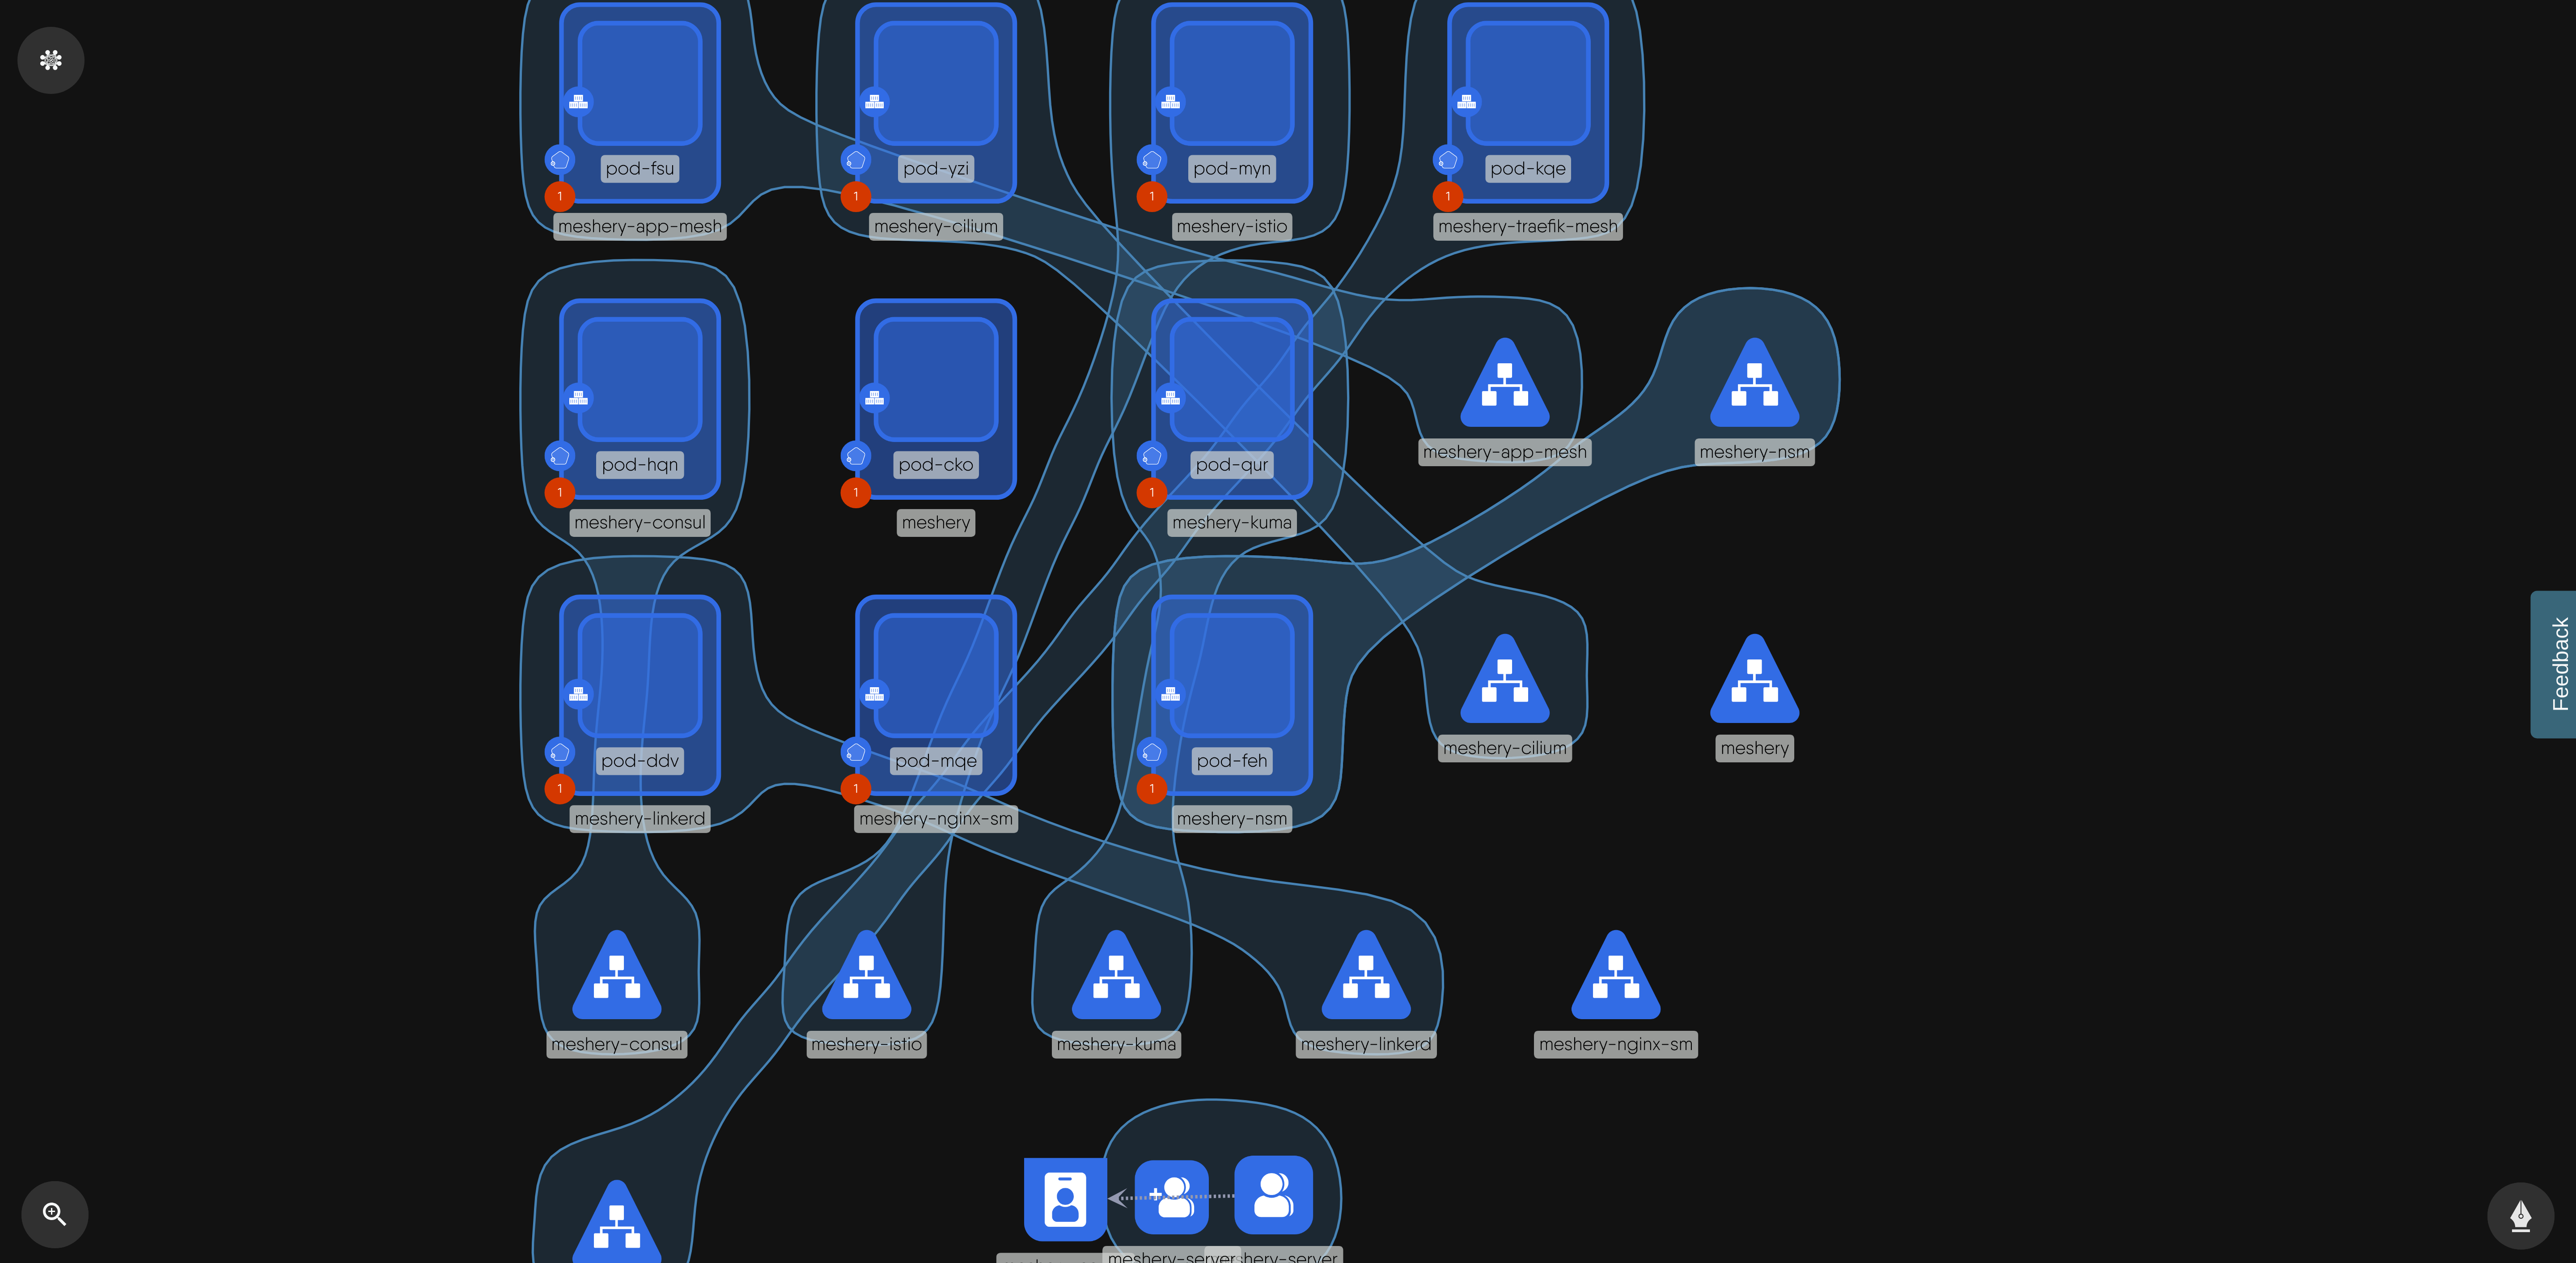 pod-fsu
pod-yzi
pod-myn
pod-kqe
1
1
1
1
meshery-app-mesh
meshery-cilium
meshery-istio
meshery-traefik-mesh
pod-hqn
pod-cko
pod-qur
meshery-app-mesh
meshery-nsm
1
1
1
meshery-consul
meshery
meshery-kuma
pod-ddv
pod-mqe
pod-feh
meshery-cilium
meshery
1
1
1
meshery-linkerd
meshery-nginx-sm
meshery-nsm
Feedback
meshery-consul
meshery-istio
meshery-kuma
meshery-linkerd
meshery-nginx-sm
meshery-server